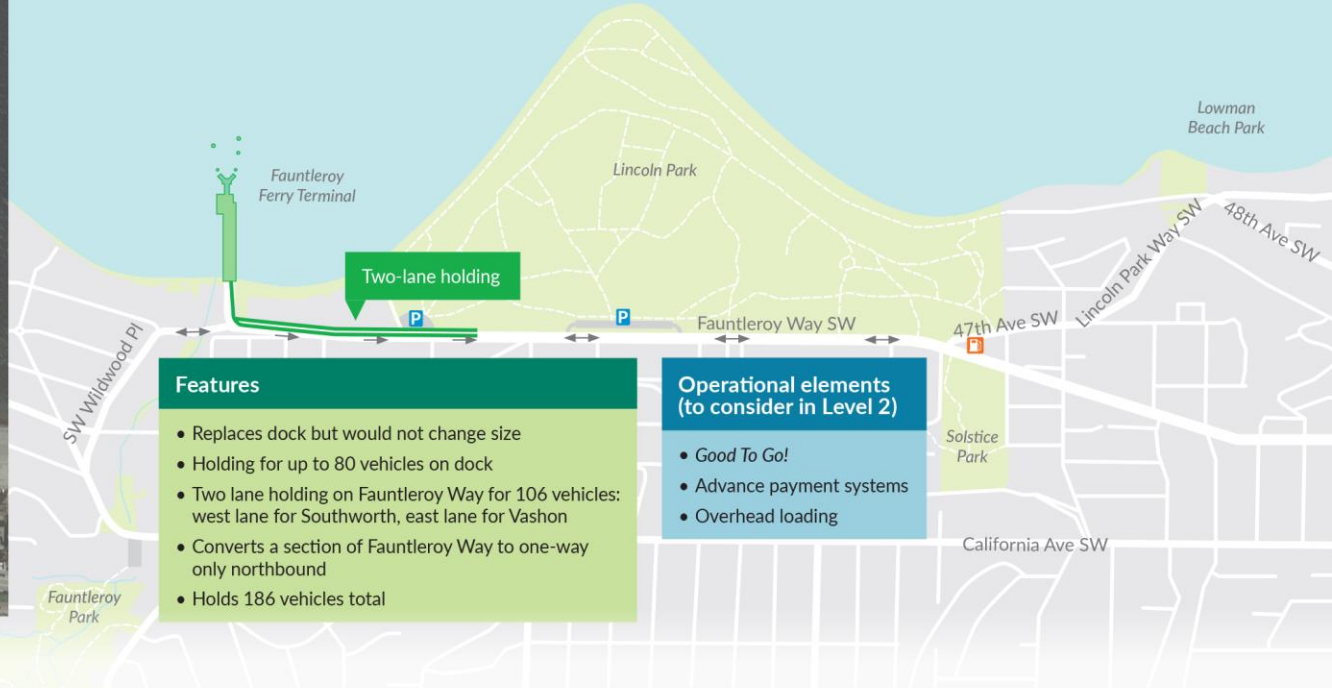 Lowman
Beach Park
Fauntleroy
Ferry Terminal
Lincoln Park
Lincoln Park Way SW
48th Ave SW
Two-lane holding
P
P
Fauntleroy Way SW
47th Ave SW
SW Wildwood Pl
Features
• Replaces dock but would not change size
• Holding for up to 80 vehicles on dock
• Two lane holding on Fauntleroy Way for 106 vehicles:
west lane for Southworth, east lane for Vashon
• Converts a section of Fauntleroy Way to one-way
only northbound
• Holds 186 vehicles total
Operational elements
(to consider in Level 2)
• Good To Go!
• Advance payment systems
• Overhead loading
Solstice
Park
California Ave SW
Fauntleroy
Park